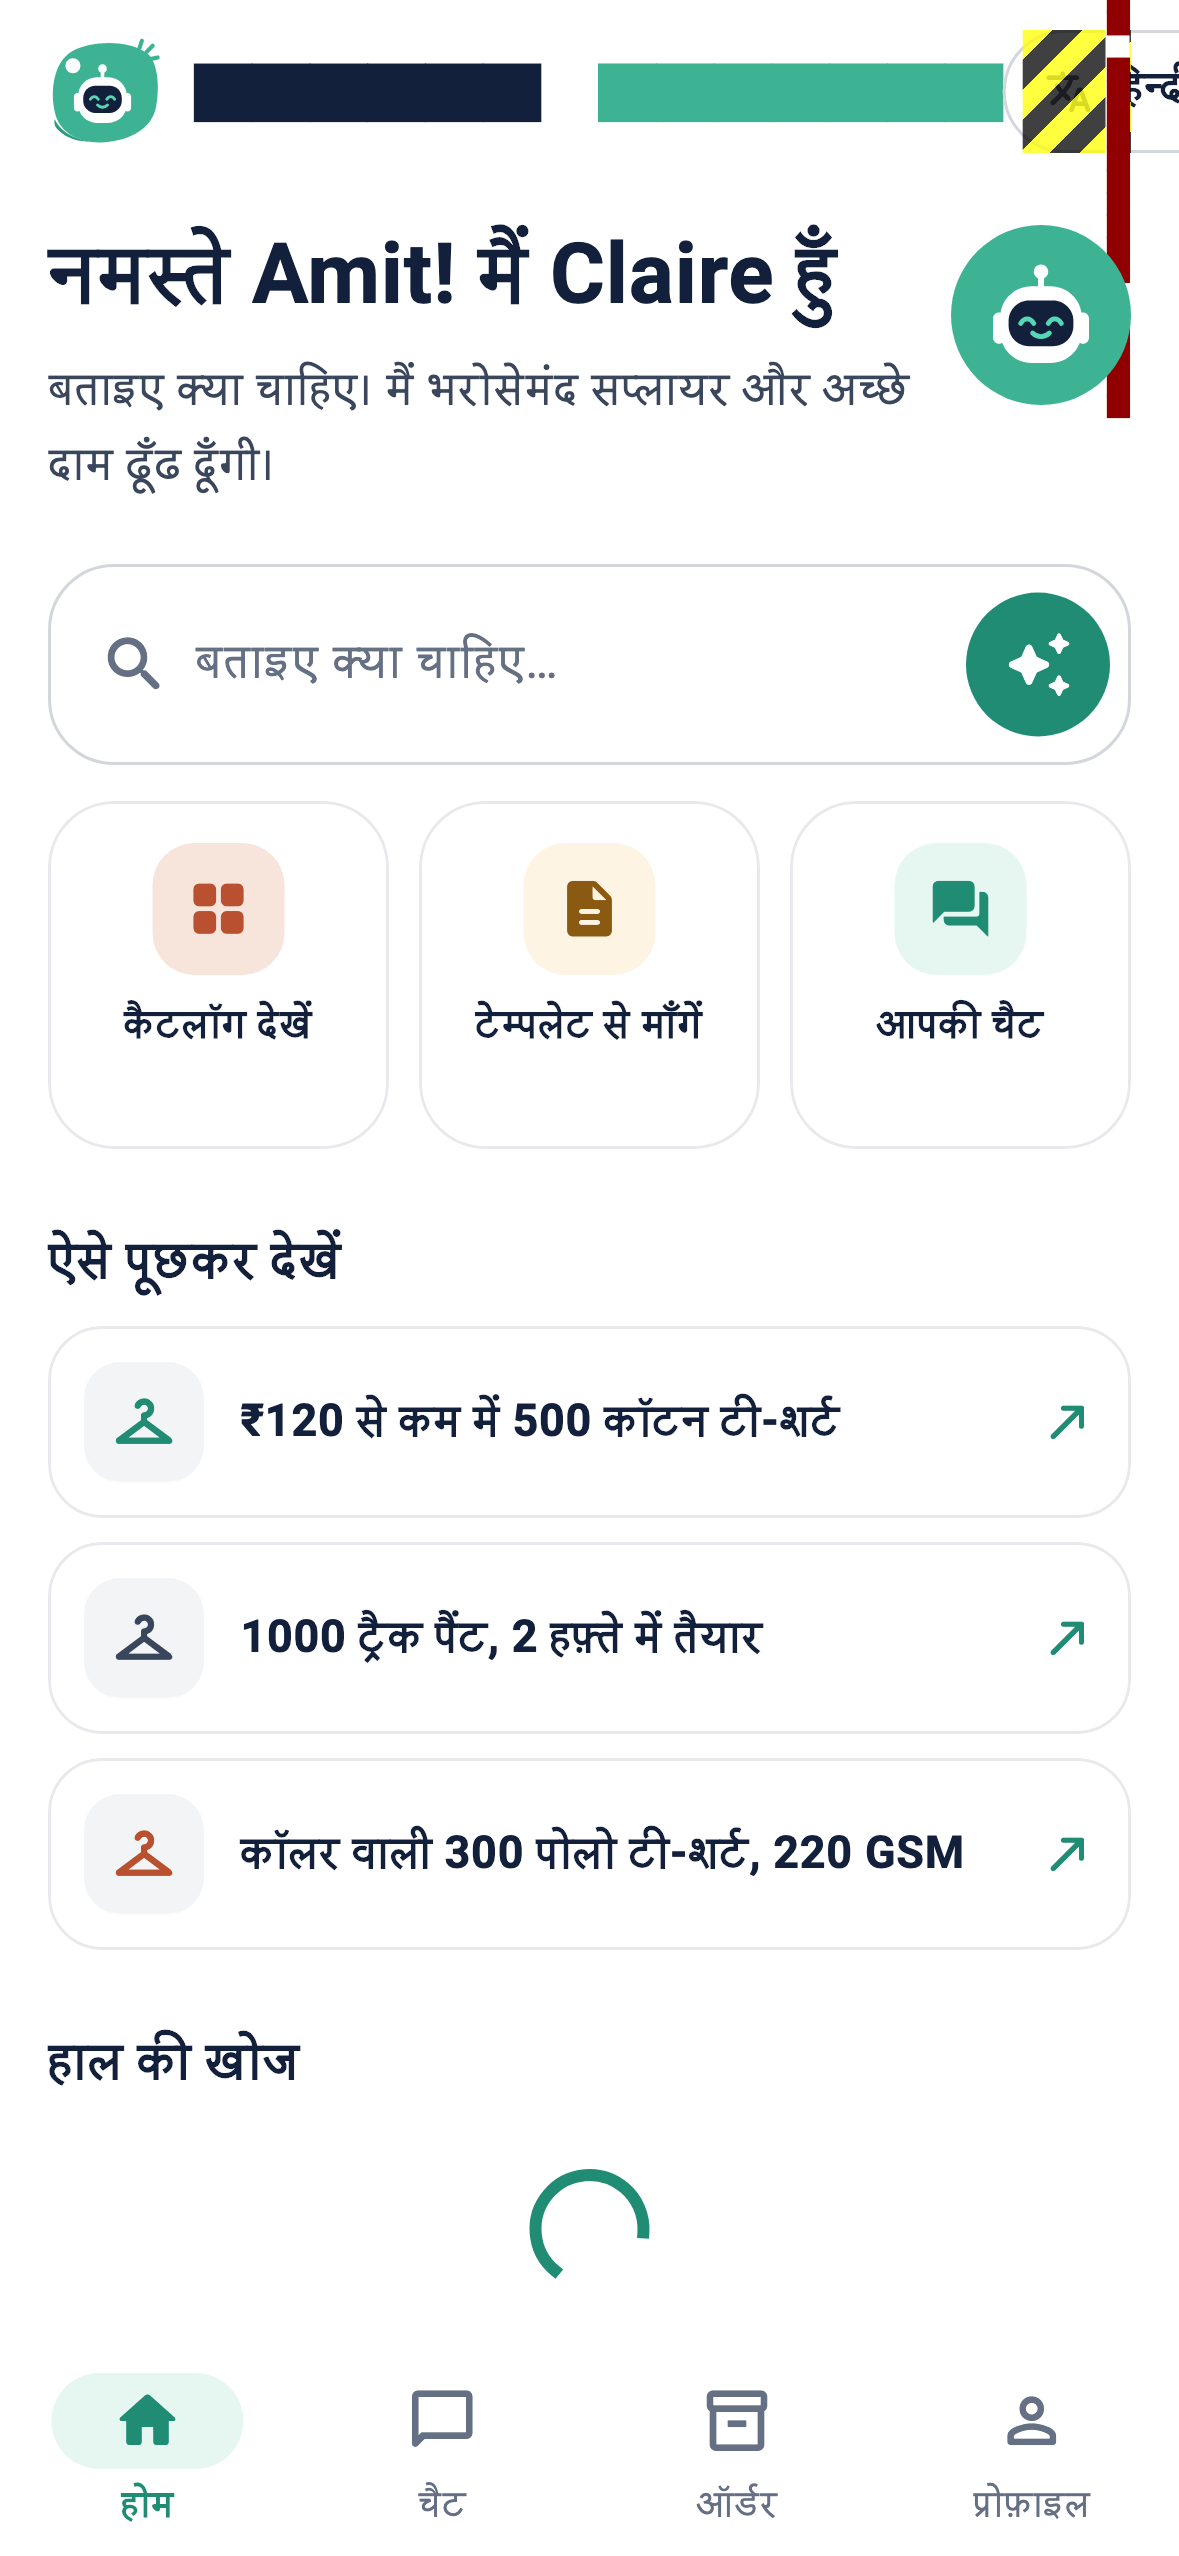 हिन्दी
नमस्ते Amit! मैं Claire हूँ
बताइए क्या चाहिए। मैं भरोसेमंद सप्लायर और अच्छे
दाम ढूँढ दूँगी।
बताइए क्या चाहिए…
कैटलॉग देखें
टेम्पलेट से माँगें
आपकी चैट
ऐसे पूछकर देखें
₹120 से कम में 500 कॉटन टी-शर्ट
1000 ट्रैक पैंट, 2 हफ़्ते में तैयार
कॉलर वाली 300 पोलो टी-शर्ट, 220 GSM
हाल की खोज
होम
चैट
ऑर्डर
प्रोफ़ाइल